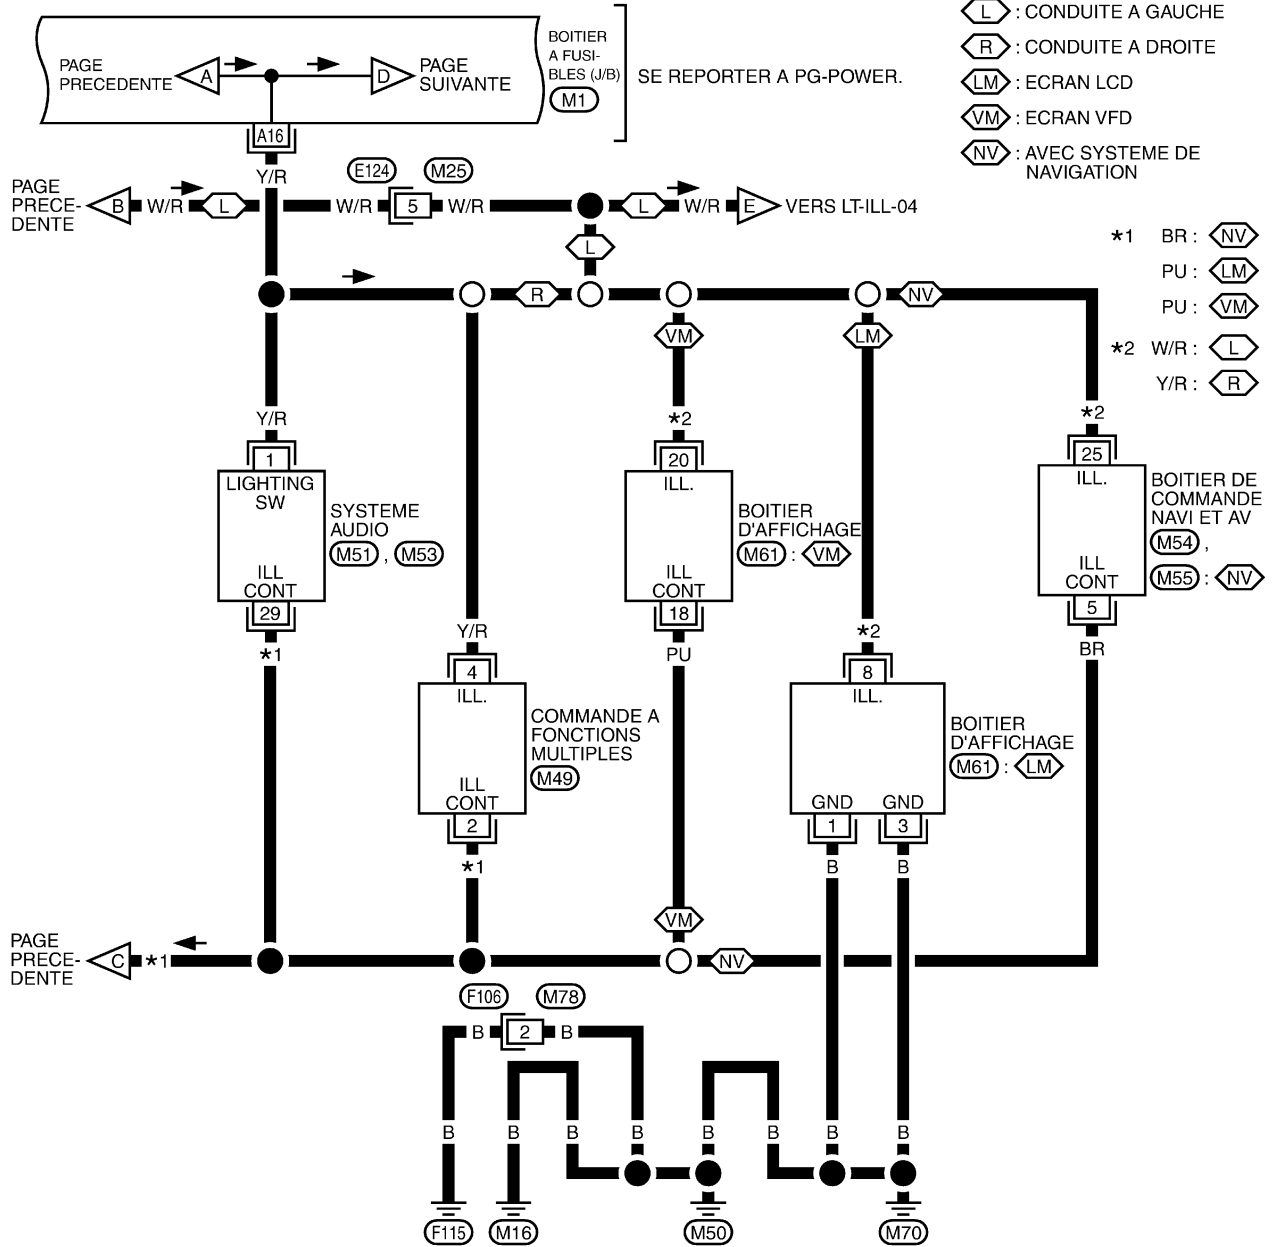 L : CONDUITE A GAUCHE
R : CONDUITE A DROITE
LM : ECRAN LCD
VM : ECRAN VFD
NV : AVEC SYSTEME DE
NAVIGATION
PAGE
PRECEDENTE
A
D
PAGE
SUIVANTE
BOITIER
A FUSI-
BLES (J/B)
M1
SE REPORTER A PG-POWER.
A16
Y/R
E124
M25
PAGE
PRECE-
DENTE
B
W/R
L
W/R
5
W/R
L
W/R
E
VERS LT-ILL-04
L
*1 BR : NV
PU : LM
PU : VM
*2 W/R : L
Y/R : R
R
NV
VM
LM
Y/R
*2
*2
1
LIGHTING
SW
ILL
CONT
29
*1
SYSTEME
AUDIO
M51 , M53
20
ILL.
ILL
CONT
18
PU
BOITIER
D'AFFICHAGE
M61 : VM
25
ILL.
ILL
CONT
5
BR
BOITIER DE
COMMANDE
NAVI ET AV
M54 ,
M55 : NV
Y/R
4
ILL.
ILL
CONT
2
*1
COMMANDE A
FONCTIONS
MULTIPLES
M49
*2
8
ILL.
GND
GND
1
3
B
B
BOITIER
D'AFFICHAGE
M61 : LM
VM
PAGE
PRECE-
DENTE
C
*1
NV
F106
M78
B
2
B
B
B
B
B
B
B
B
B
F115
M16
M50
M70